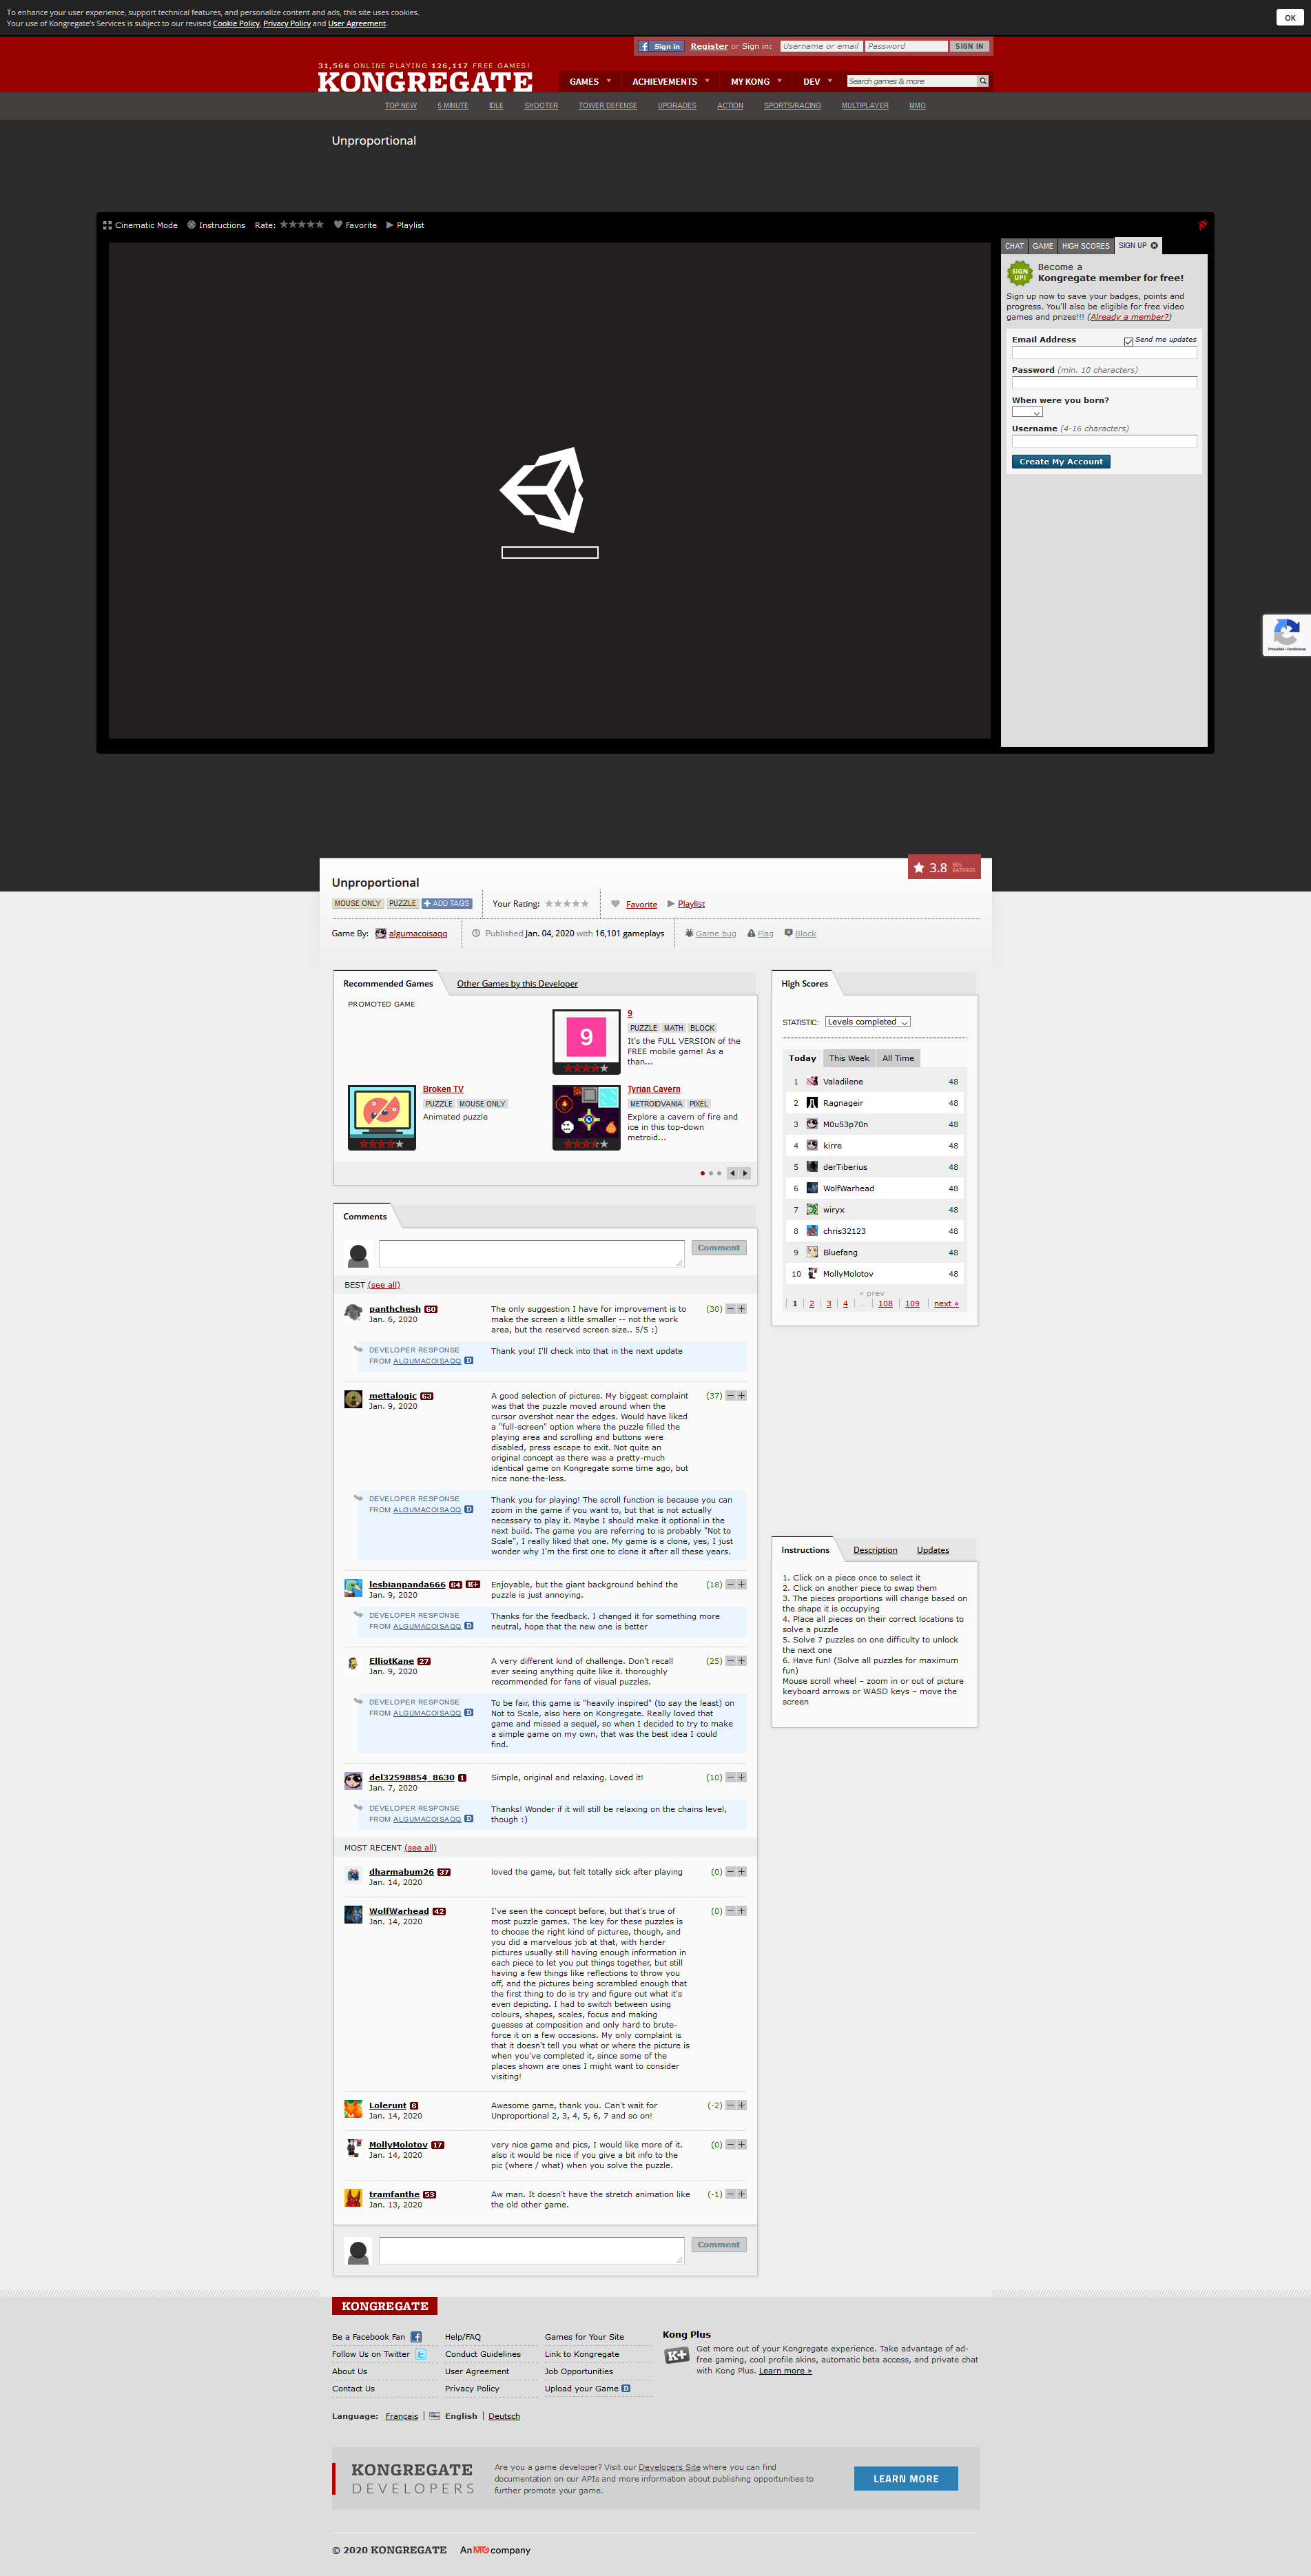 To enhance your user experience, support technical features, and personalize content and ads, this site uses cookies.
Your use of Kongregate's Services is subject to our revised Cookie Policy, Privacy Policy and User Agreement.
OK
Sign in Register or Sign in: Username or email Password SIGN IN
31,566 ONLINE PLAYING 126,117 FREE GAMES!
KONGREGATE
GAMES ACHIEVEMENTS MY KONG DEV Search games & more
TOP NEW 5 MINUTE IDLE SHOOTER TOWER DEFENSE UPGRADES ACTION SPORTS/RACING MULTIPLAYER MMO
Unproportional
Cinematic Mode Instructions Rate: Favorite Playlist
CHAT GAME HIGH SCORES SIGN UP
SIGN UP!
Become a
Kongregate member for free!
Sign up now to save your badges, points and
progress. You'll also be eligible for free video
games and prizes!!! (Already a member?)
Email Address Send me updates
Password (min. 10 characters)
When were you born?
Username (4-16 characters)
Create My Account
Privacidad - Condiciones
3.8 805 RATINGS
Unproportional
MOUSE ONLY PUZZLE ADD TAGS Your Rating: Favorite Playlist
Game By: algumacoisaqq Published Jan. 04, 2020 with 16,101 gameplays Game bug Flag Block
Recommended Games Other Games by this Developer
PROMOTED GAME
9
9
PUZZLE MATH BLOCK
It's the FULL VERSION of the
FREE mobile game! As a
than...
Broken TV
PUZZLE MOUSE ONLY
Animated puzzle
Tyrian Cavern
METROIDVANIA PIXEL
Explore a cavern of fire and
ice in this top-down
metroid...
High Scores
STATISTIC: Levels completed
Today This Week All Time
1 Valadilene 48
2 Ragnageir 48
3 M0u53p70n 48
4 kirre 48
5 derTiberius 48
6 WolfWarhead 48
7 wiryx 48
8 chris32123 48
9 Bluefang 48
10 MollyMolotov 48
« prev
1 2 3 4 ... 108 109 next »
Comments
Comment
BEST (see all)
panthchesh 60
Jan. 6, 2020
The only suggestion I have for improvement is to
make the screen a little smaller -- not the work
area, but the reserved screen size.. 5/5 :)
(30)
DEVELOPER RESPONSE
FROM ALGUMACOISAQQ D
Thank you! I'll check into that in the next update
mettalogic 63
Jan. 9, 2020
A good selection of pictures. My biggest complaint
was that the puzzle moved around when the
cursor overshot near the edges. Would have liked
a "full-screen" option where the puzzle filled the
playing area and scrolling and buttons were
disabled, press escape to exit. Not quite an
original concept as there was a pretty-much
identical game on Kongregate some time ago, but
nice none-the-less.
(37)
DEVELOPER RESPONSE
FROM ALGUMACOISAQQ D
Thank you for playing! The scroll function is because you can
zoom in the game if you want to, but that is not actually
necessary to play it. Maybe I should make it optional in the
next build. The game you are referring to is probably "Not to
Scale", I really liked that one. My game is a clone, yes, I just
wonder why I'm the first one to clone it after all these years.
lesbianpanda666 64 K+
Jan. 9, 2020
Enjoyable, but the giant background behind the
puzzle is just annoying.
(18)
DEVELOPER RESPONSE
FROM ALGUMACOISAQQ D
Thanks for the feedback. I changed it for something more
neutral, hope that the new one is better
ElliotKane 27
Jan. 9, 2020
A very different kind of challenge. Don't recall
ever seeing anything quite like it. thoroughly
recommended for fans of visual puzzles.
(25)
DEVELOPER RESPONSE
FROM ALGUMACOISAQQ D
To be fair, this game is "heavily inspired" (to say the least) on
Not to Scale, also here on Kongregate. Really loved that
game and missed a sequel, so when I decided to try to make
a simple game on my own, that was the best idea I could
find.
del32598854_8630 1
Jan. 7, 2020
Simple, original and relaxing. Loved it!
(10)
DEVELOPER RESPONSE
FROM ALGUMACOISAQQ D
Thanks! Wonder if it will still be relaxing on the chains level,
though :)
MOST RECENT (see all)
dharmabum26 37
Jan. 14, 2020
loved the game, but felt totally sick after playing
(0)
WolfWarhead 42
Jan. 14, 2020
I've seen the concept before, but that's true of
most puzzle games. The key for these puzzles is
to choose the right kind of pictures, though, and
you did a marvelous job at that, with harder
pictures usually still having enough information in
each piece to let you put things together, but still
having a few things like reflections to throw you
off, and the pictures being scrambled enough that
the first thing to do is try and figure out what it's
even depicting. I had to switch between using
colours, shapes, scales, focus and making
guesses at composition and only hard to brute-
force it on a few occasions. My only complaint is
that it doesn't tell you what or where the picture is
when you've completed it, since some of the
places shown are ones I might want to consider
visiting!
(0)
Lolerunt 6
Jan. 14, 2020
Awesome game, thank you. Can't wait for
Unproportional 2, 3, 4, 5, 6, 7 and so on!
(-2)
MollyMolotov 17
Jan. 14, 2020
very nice game and pics, I would like more of it.
also it would be nice if you give a bit info to the
pic (where / what) when you solve the puzzle.
(0)
tramfanthe 53
Jan. 13, 2020
Aw man. It doesn't have the stretch animation like
the old other game.
(-1)
Comment
Instructions Description Updates
1. Click on a piece once to select it
2. Click on another piece to swap them
3. The pieces proportions will change based on
the shape it is occupying
4. Place all pieces on their correct locations to
solve a puzzle
5. Solve 7 puzzles on one difficulty to unlock
the next one
6. Have fun! (Solve all puzzles for maximum
fun)
Mouse scroll wheel – zoom in or out of picture
keyboard arrows or WASD keys – move the
screen
KONGREGATE
Be a Facebook Fan Help/FAQ Games for Your Site
Follow Us on Twitter Conduct Guidelines Link to Kongregate
About Us User Agreement Job Opportunities
Contact Us Privacy Policy Upload your Game D
Kong Plus
K+
Get more out of your Kongregate experience. Take advantage of ad-
free gaming, cool profile skins, automatic beta access, and private chat
with Kong Plus. Learn more »
Language: Français English Deutsch
KONGREGATE
DEVELOPERS
Are you a game developer? Visit our Developers Site where you can find
documentation on our APIs and more information about publishing opportunities to
further promote your game.
LEARN MORE
© 2020 KONGREGATE An MTG company